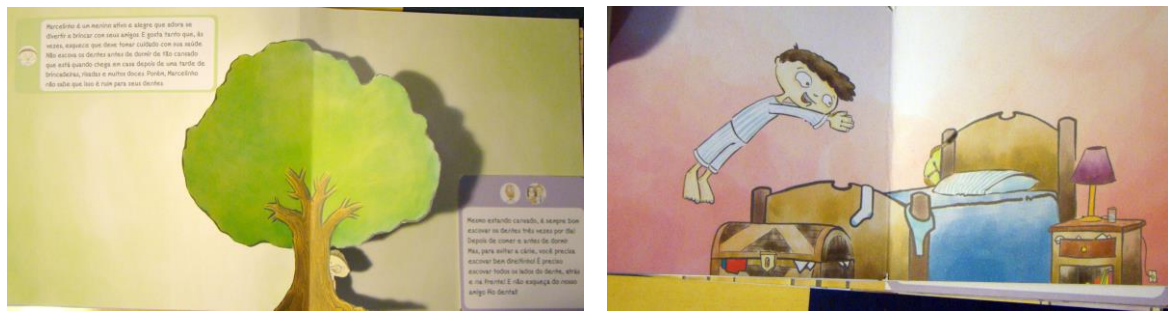 Marcelinho é um menino ativo e alegre que adora se
divertir e brincar com seus amigos. E gosta tanto que, às
vezes, esquece que deve tomar cuidado com sua saúde.
Não escova os dentes antes de dormir de tão cansado
que está quando chega em casa depois de uma tarde de
brincadeiras, risadas e muitos doces. Porém, Marcelinho
não sabe que isso é ruim para seus dentes.
Mesmo estando cansado, é sempre bom
escovar os dentes três vezes por dia!
Depois de comer e antes de dormir.
Mas, para evitar a cárie, você precisa
escovar bem direitinho! É preciso
escovar todos os lados do dente, atrás
e na frente! E não esqueça do nosso
amigo fio dental!